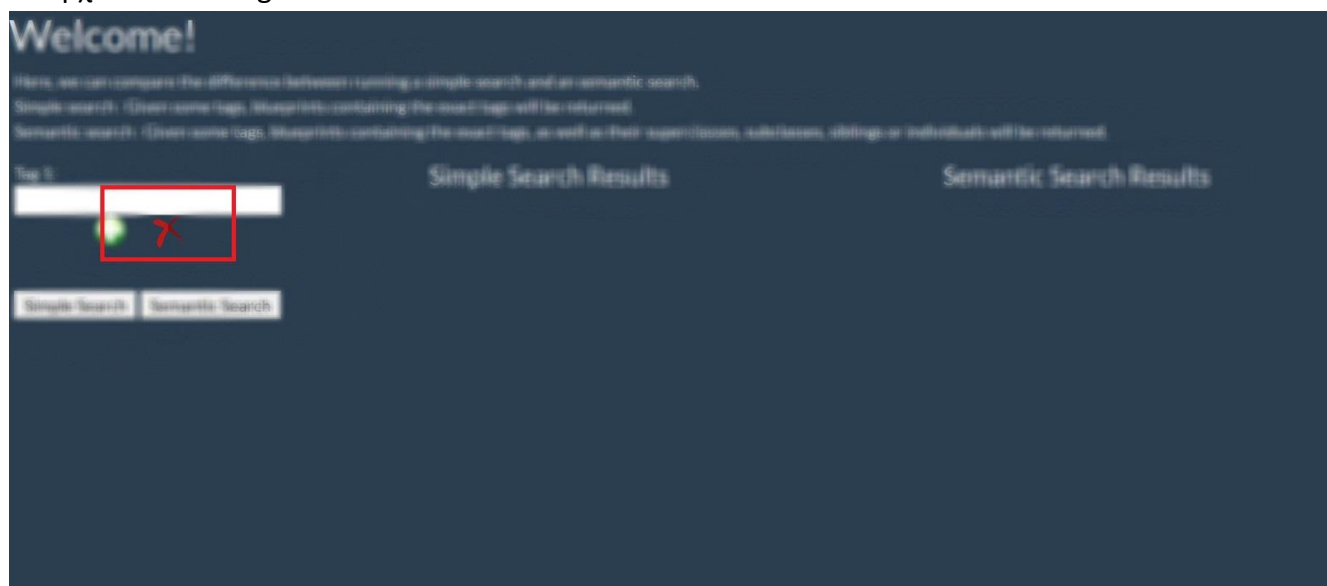 Welcome!
Here, we can compare the difference between running a simple search and an semantic search.
Simple search : Given some tags, blueprints containing the exact tags will be returned.
Semantic search : Given some tags, blueprints containing the exact tags, as well as their superclasses, subclasses, siblings or individuals will be returned.
Tag 1:
Simple Search Results
Semantic Search Results
Simple Search
Semantic Search